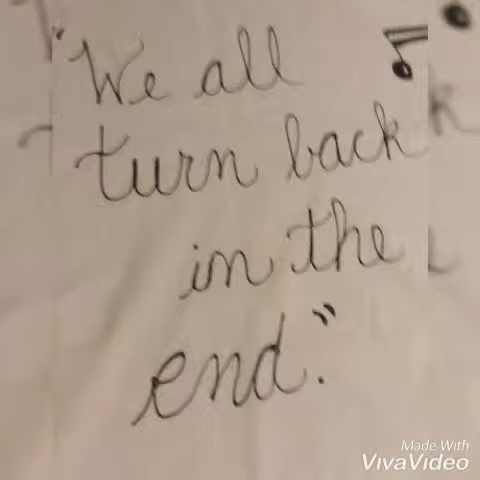 "We all
turn back
in the
end."
Made With
VivaVideo